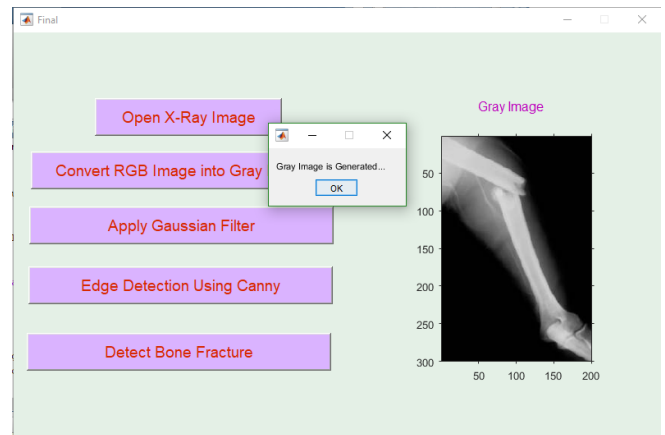 Final
Open X-Ray Image
Convert RGB Image into Gray
Apply Gaussian Filter
Edge Detection Using Canny
Detect Bone Fracture
Gray Image is Generated...
OK
Gray Image
50
100
150
200
250
300
50 100 150 200